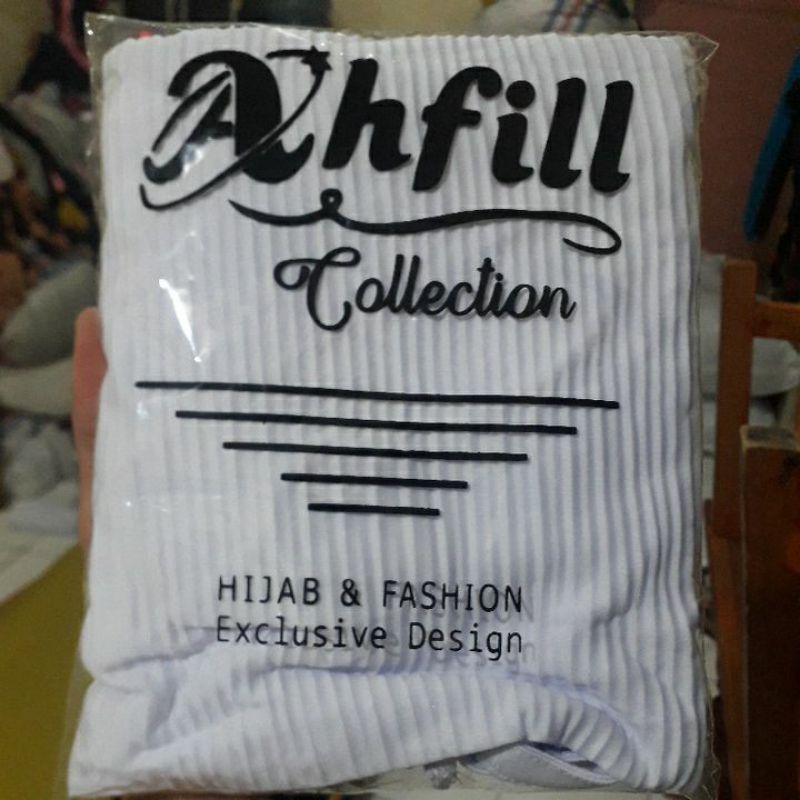 Ahfill
Collection
HIJAB & FASHION
Exclusive Design